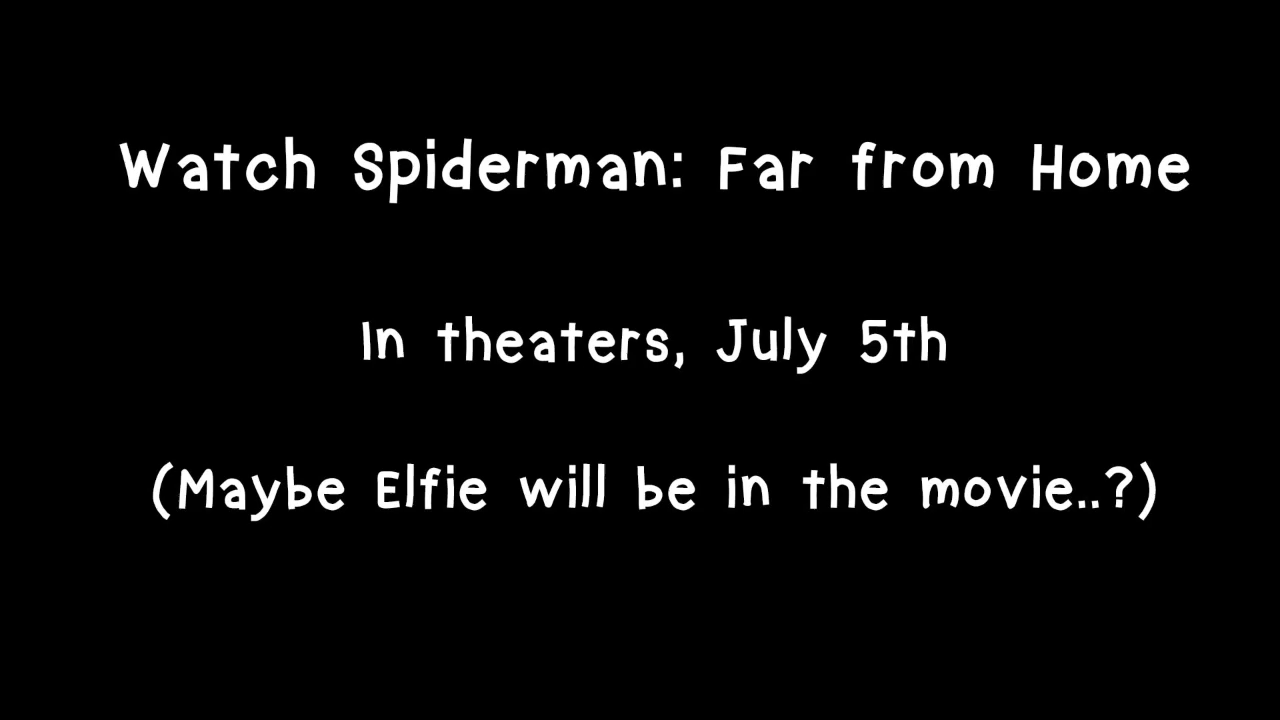 Watch Spiderman: Far from Home
In theaters, July 5th
(Maybe Elfie will be in the movie..?)